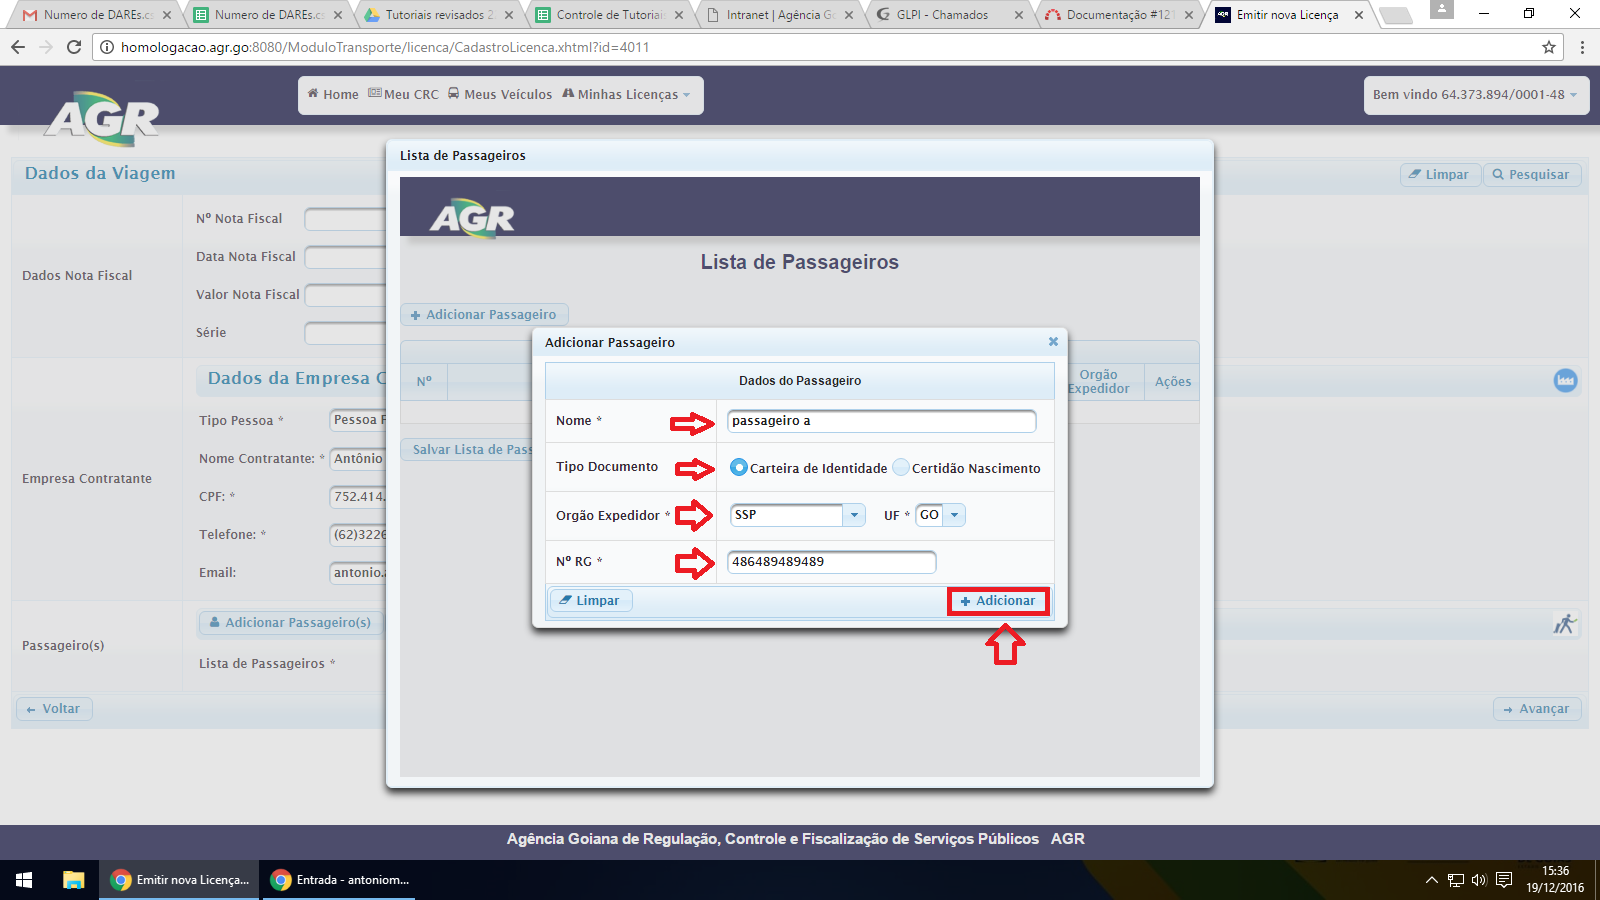 Numero de DAREs.cs
Numero de DAREs.cs
Tutoriais revisados 2
Controle de Tutoriai
Intranet | Agência Go
GLPI - Chamados
Documentação #121
Emitir nova Licença
homologacao.agr.go:8080/ModuloTransporte/licenca/CadastroLicenca.xhtml?id=4011
AGR
Home
Meu CRC
Meus Veículos
Minhas Licenças
Bem vindo 64.373.894/0001-48
Dados da Viagem
Limpar
Pesquisar
Dados Nota Fiscal
Nº Nota Fiscal
Data Nota Fiscal
Valor Nota Fiscal
Série
Empresa Contratante
Dados da Empresa C
Tipo Pessoa *
Pessoa F
Nome Contratante: *
Antônio
CPF: *
752.414.
Telefone: *
(62)3226
Email:
antonio.
Passageiro(s)
Adicionar Passageiro(s)
Lista de Passageiros *
Voltar
Avançar
Lista de Passageiros
AGR
Lista de Passageiros
Adicionar Passageiro
Nº
Orgão Expedidor
Ações
Salvar Lista de Pass
Adicionar Passageiro
Dados do Passageiro
Nome *
passageiro a
Tipo Documento
Carteira de Identidade
Certidão Nascimento
Orgão Expedidor *
SSP
UF *
GO
Nº RG *
486489489489
Limpar
Adicionar
Agência Goiana de Regulação, Controle e Fiscalização de Serviços Públicos AGR
Emitir nova Licença...
Entrada - antoniom...
15:36
19/12/2016